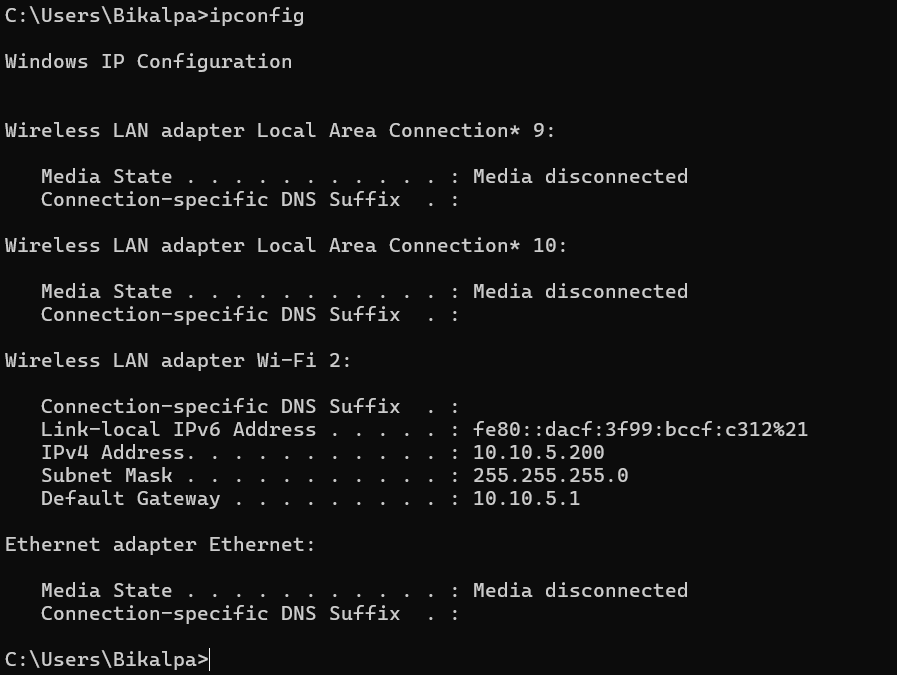 C:\Users\Bikalpa>ipconfig
Windows IP Configuration
Wireless LAN adapter Local Area Connection* 9:
   Media State . . . . . . . . . . . : Media disconnected
   Connection-specific DNS Suffix  . :
Wireless LAN adapter Local Area Connection* 10:
   Media State . . . . . . . . . . . : Media disconnected
   Connection-specific DNS Suffix  . :
Wireless LAN adapter Wi-Fi 2:
   Connection-specific DNS Suffix  . :
   Link-local IPv6 Address . . . . . : fe80::dacf:3f99:bccf:c312%21
   IPv4 Address. . . . . . . . . . . : 10.10.5.200
   Subnet Mask . . . . . . . . . . . : 255.255.255.0
   Default Gateway . . . . . . . . . : 10.10.5.1
Ethernet adapter Ethernet:
   Media State . . . . . . . . . . . : Media disconnected
   Connection-specific DNS Suffix  . :
C:\Users\Bikalpa>